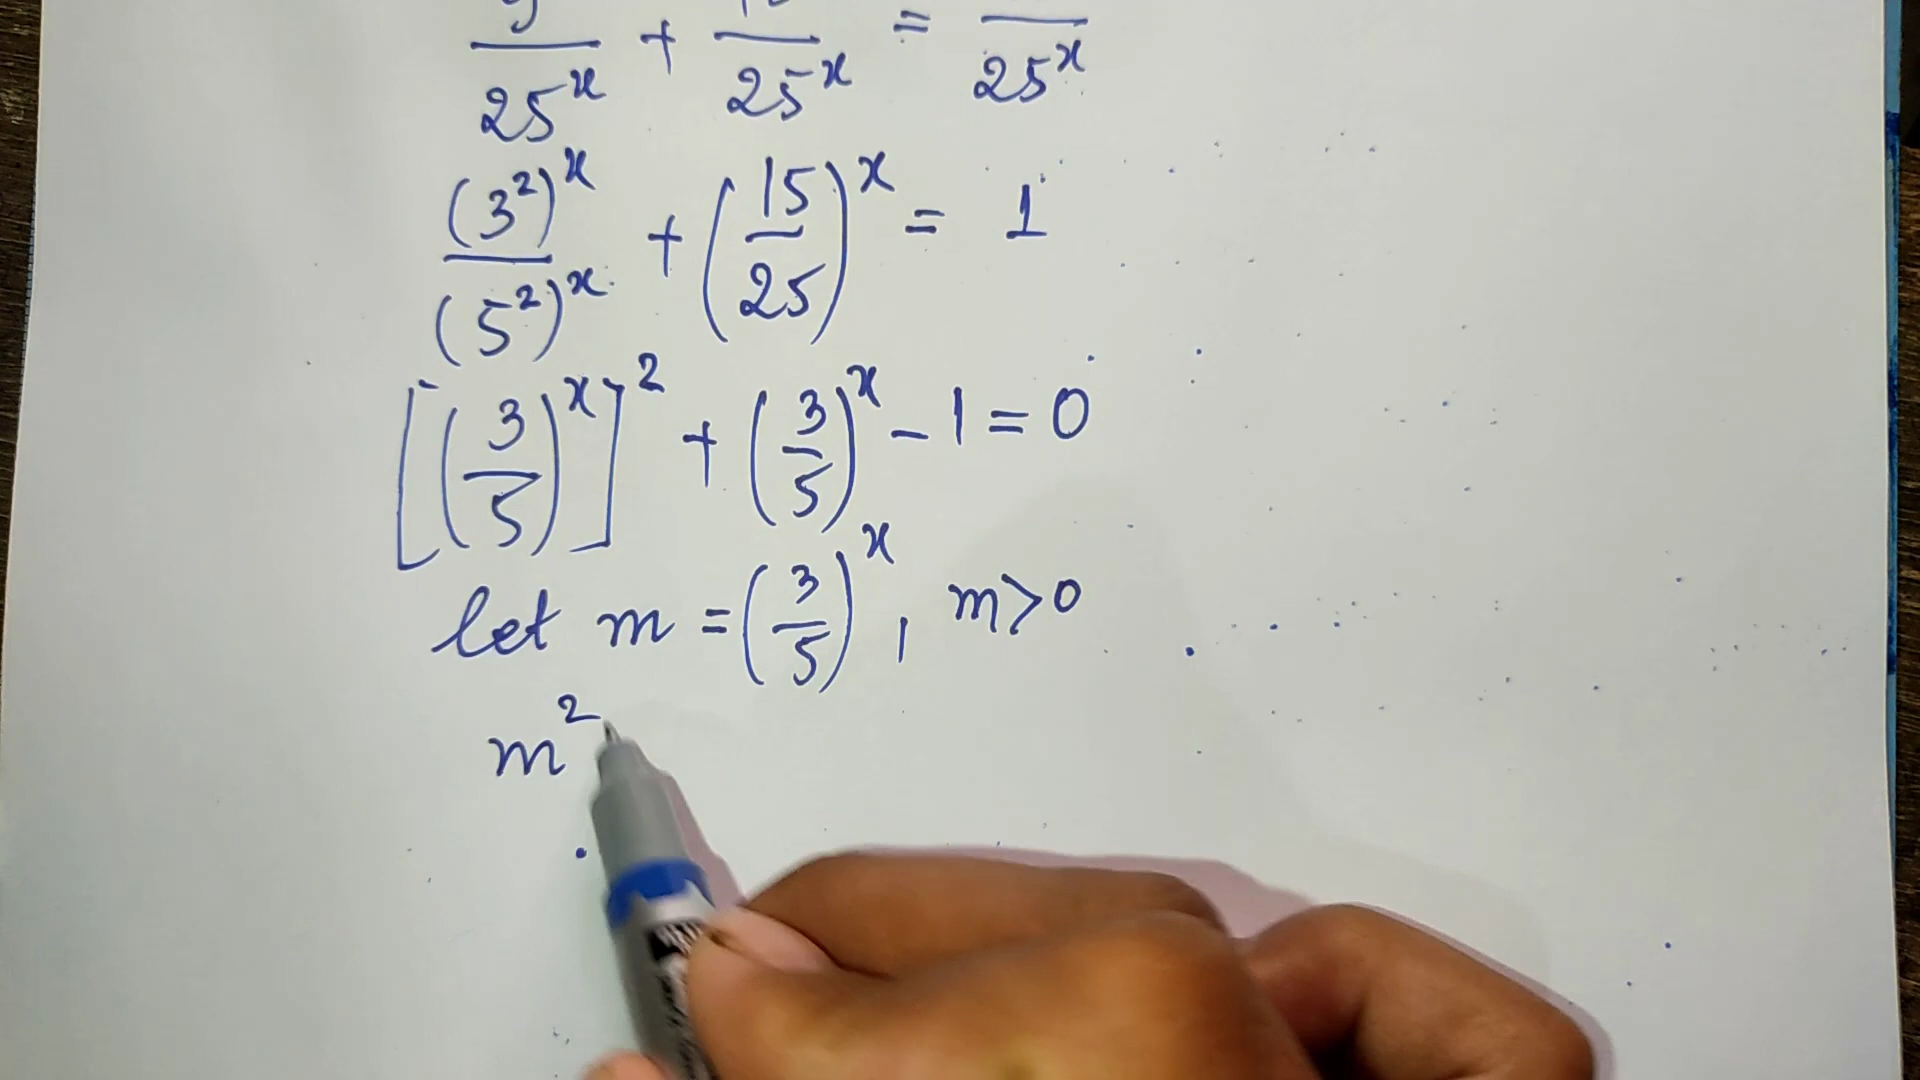 /25^x + /25^x = /25^x
(3²)^x/(5²)^x + (15/25)^x = 1
[(3/5)^x]² + (3/5)^x - 1 = 0
let m = (3/5)^x, m>0
m²